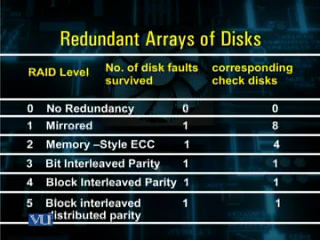 Redundant Arrays of Disks
RAID Level No. of disk faults survived corresponding check disks
0 No Redundancy 0 0
1 Mirrored 1 8
2 Memory –Style ECC 1 4
3 Bit Interleaved Parity 1 1
4 Block Interleaved Parity 1 1
5 Block interleaved 1 1
distributed parity
VU